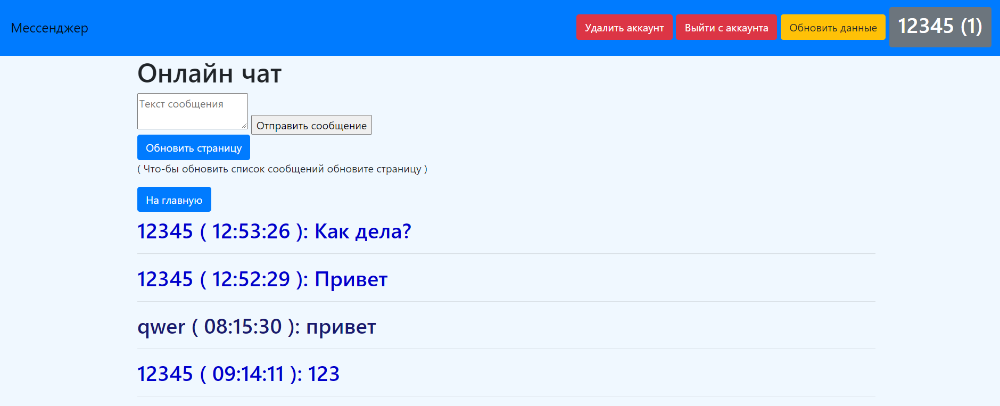 Мессенджер
Удалить аккаунт
Выйти с аккаунта
Обновить данные
12345 (1)
Онлайн чат
Текст сообщения
Отправить сообщение
Обновить страницу
( Что-бы обновить список сообщений обновите страницу )
На главную
12345 ( 12:53:26 ): Как дела?
12345 ( 12:52:29 ): Привет
qwer ( 08:15:30 ): привет
12345 ( 09:14:11 ): 123